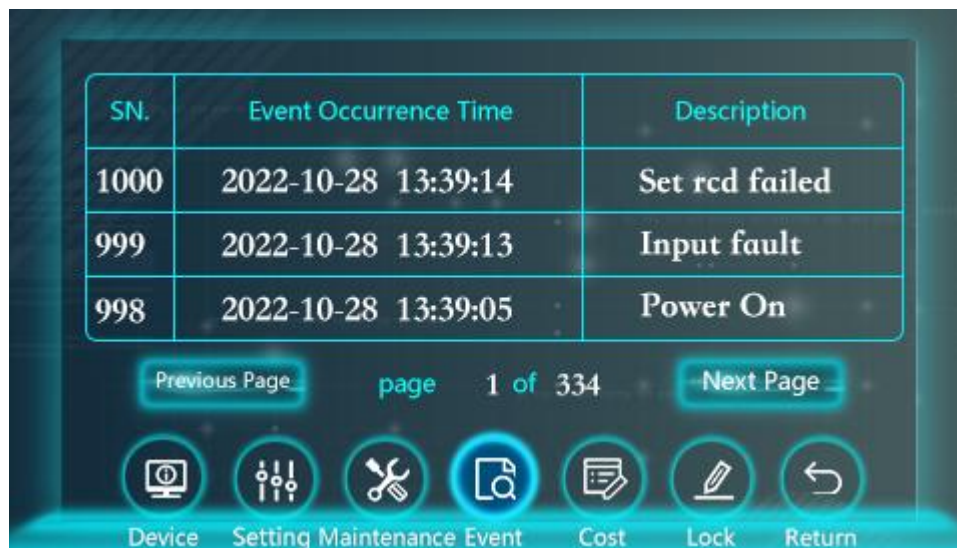 SN. Event Occurrence Time Description
1000 2022-10-28 13:39:14 Set rcd failed
999 2022-10-28 13:39:13 Input fault
998 2022-10-28 13:39:05 Power On
Previous Page page 1 of 334 Next Page
Device Setting Maintenance Event Cost Lock Return